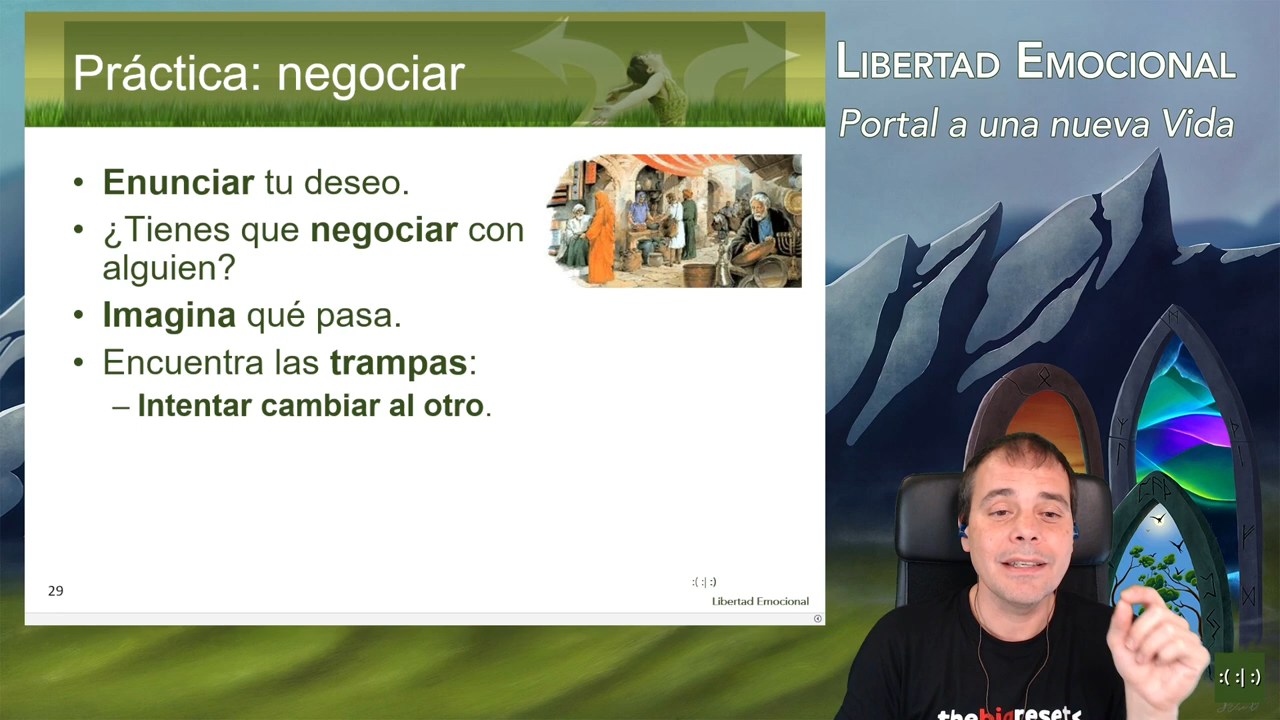 Práctica: negociar
LIBERTAD EMOCIONAL
Portal a una nueva Vida
• Enunciar tu deseo.
• ¿Tienes que negociar con
alguien?
• Imagina qué pasa.
• Encuentra las trampas:
– Intentar cambiar al otro.
29
:( :| :)
Libertad Emocional
:( :| :)
thebigreset